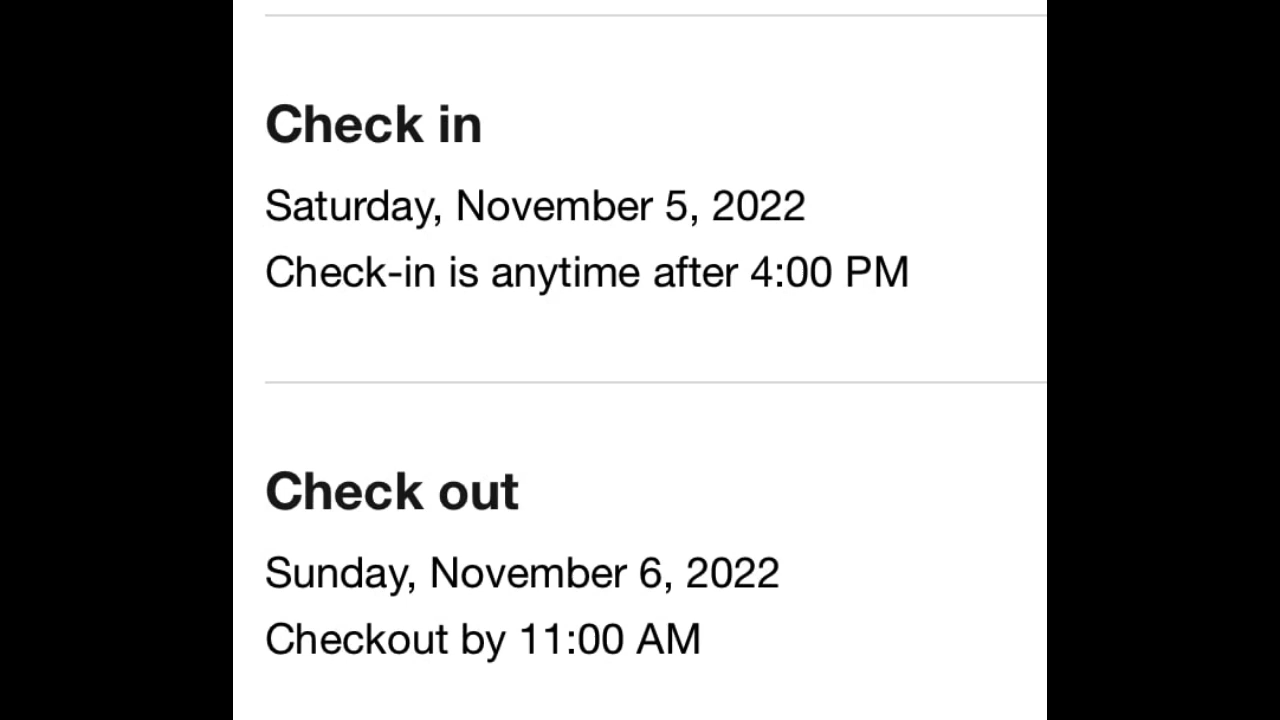 Check in
Saturday, November 5, 2022
Check-in is anytime after 4:00 PM
Check out
Sunday, November 6, 2022
Checkout by 11:00 AM